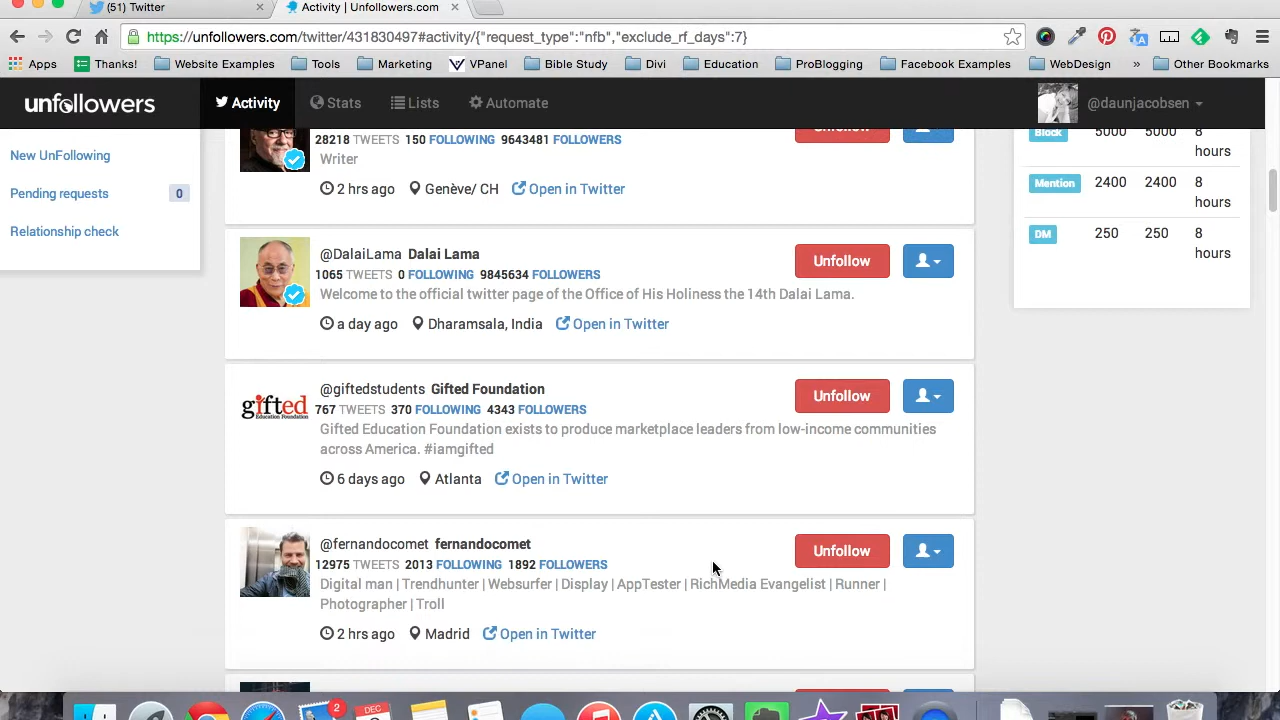 (51) Twitter
Activity | Unfollowers.com
https://unfollowers.com/twitter/431830497#activity/{"request_type":"nfb","exclude_rf_days":7}
Apps Thanks! Website Examples Tools Marketing VPanel Bible Study Divi Education ProBlogging Facebook Examples WebDesign » Other Bookmarks
unfollowers Activity Stats Lists Automate @daunjacobsen
New UnFollowing
Pending requests 0
Relationship check
28218 TWEETS 150 FOLLOWING 9643481 FOLLOWERS
Writer
2 hrs ago Genève/ CH Open in Twitter
@DalaiLama Dalai Lama
1065 TWEETS 0 FOLLOWING 9845634 FOLLOWERS
Welcome to the official twitter page of the Office of His Holiness the 14th Dalai Lama.
a day ago Dharamsala, India Open in Twitter
Unfollow
gifted
Education Foundation
@giftedstudents Gifted Foundation
767 TWEETS 370 FOLLOWING 4343 FOLLOWERS
Gifted Education Foundation exists to produce marketplace leaders from low-income communities
across America. #iamgifted
6 days ago Atlanta Open in Twitter
Unfollow
@fernandocomet fernandocomet
12975 TWEETS 2013 FOLLOWING 1892 FOLLOWERS
Digital man | Trendhunter | Websurfer | Display | AppTester | RichMedia Evangelist | Runner |
Photographer | Troll
2 hrs ago Madrid Open in Twitter
Unfollow
Block 5000 5000 8
hours
Mention 2400 2400 8
hours
DM 250 250 8
hours
2
DEC